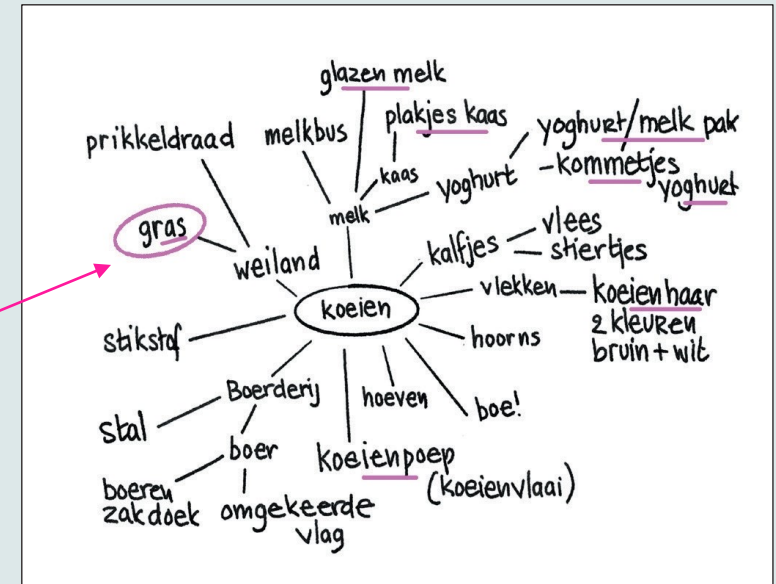 glazen melk
plakjes kaas
prikkeldraad
melkbus
yoghurt/melk pak
-kommetjes
yoghurt
kaas
yoghurt
melk
gras
weiland
kalfjes
vlees
stiertjes
koeien
vlekken
koeienhaar
2 kleuren
bruin+wit
stikstof
hoorns
Boerderij
hoeven
boe!
stal
boer
koeienpoep
(koeienvlaai)
boeren
zakdoek
omgekeerde
vlag